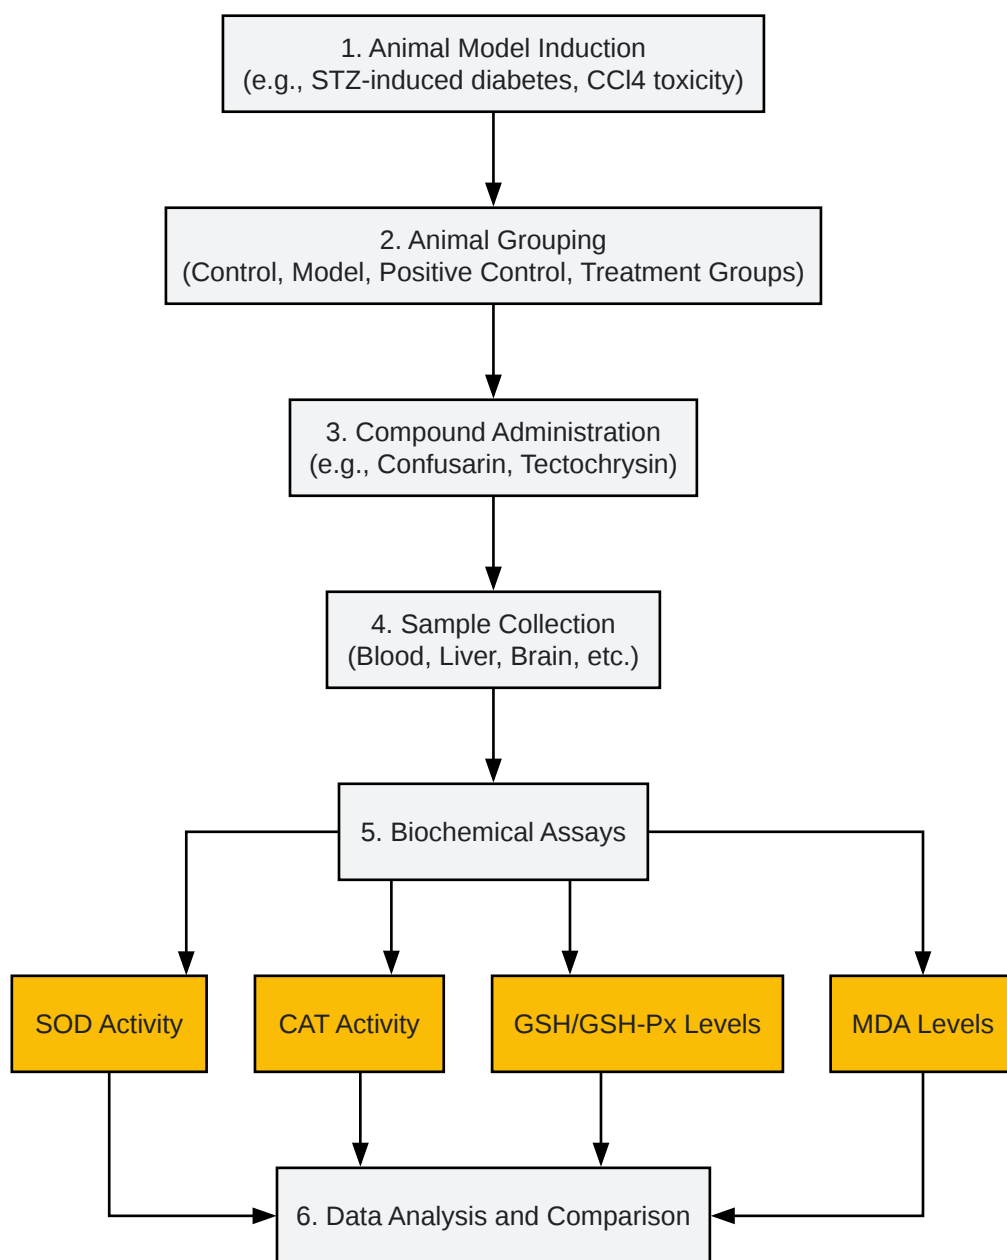 1. Animal Model Induction
(e.g., STZ-induced diabetes, CCl4 toxicity)
2. Animal Grouping
(Control, Model, Positive Control, Treatment Groups)
3. Compound Administration
(e.g., Confusarin, Tectochrysin)
4. Sample Collection
(Blood, Liver, Brain, etc.)
5. Biochemical Assays
SOD Activity
CAT Activity
GSH/GSH-Px Levels
MDA Levels
6. Data Analysis and Comparison